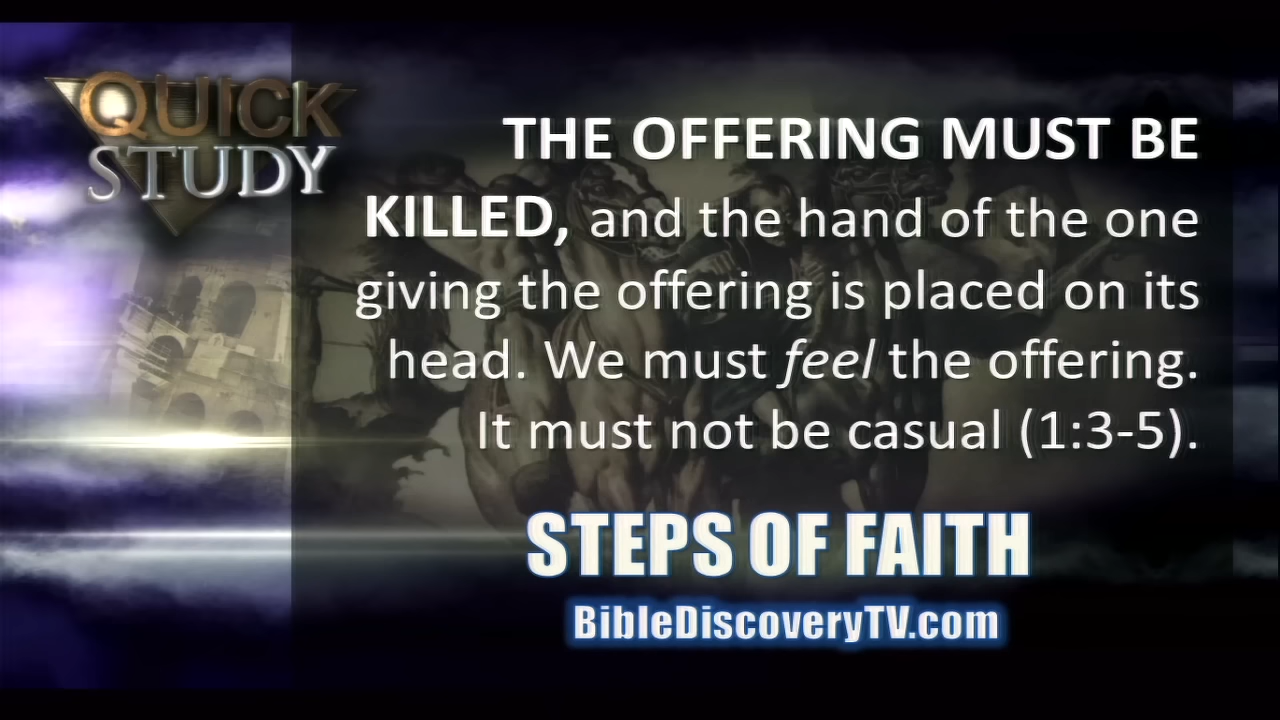 QUICK
STUDY
THE OFFERING MUST BE
KILLED, and the hand of the one
giving the offering is placed on its
head. We must feel the offering.
It must not be casual (1:3-5).
STEPS OF FAITH
BibleDiscoveryTV.com